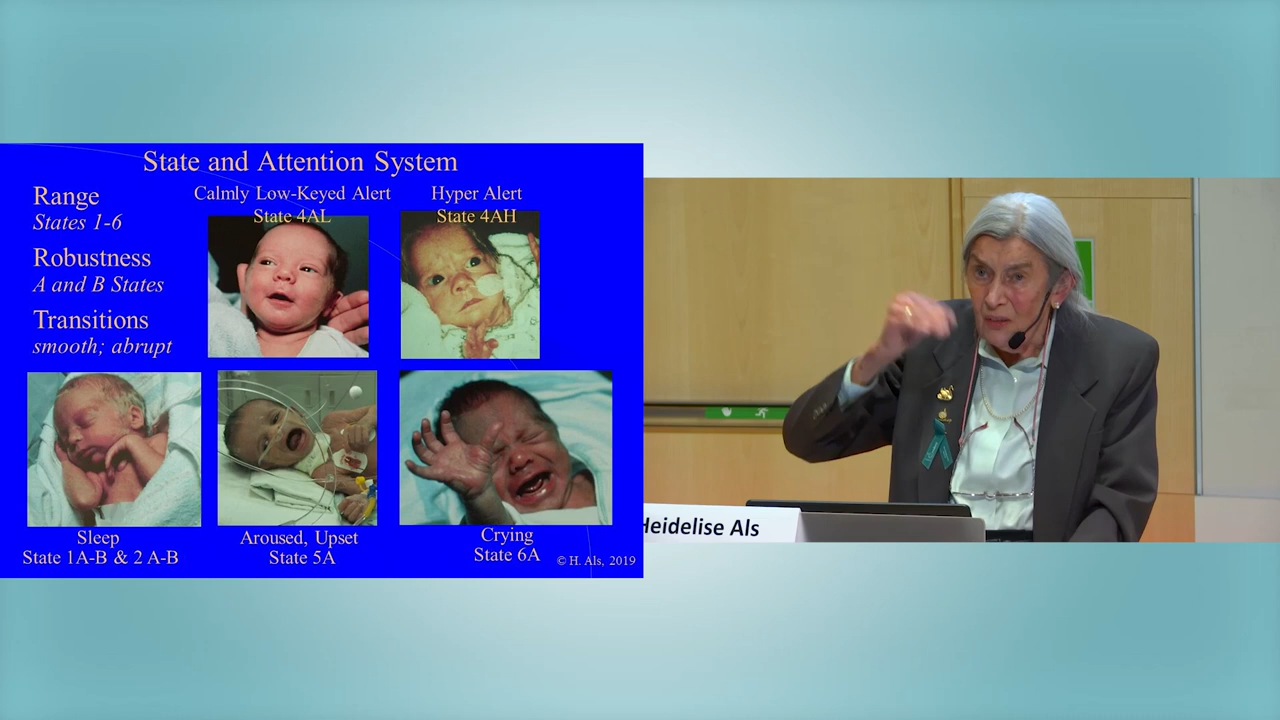 State and Attention System
Range
States 1-6
Robustness
A and B States
Transitions
smooth; abrupt
Calmly Low-Keyed Alert
State 4AL
Hyper Alert
State 4AH
Sleep
State 1A-B & 2 A-B
Aroused, Upset
State 5A
Crying
State 6A
© H. Als, 2019
Heidelise Als